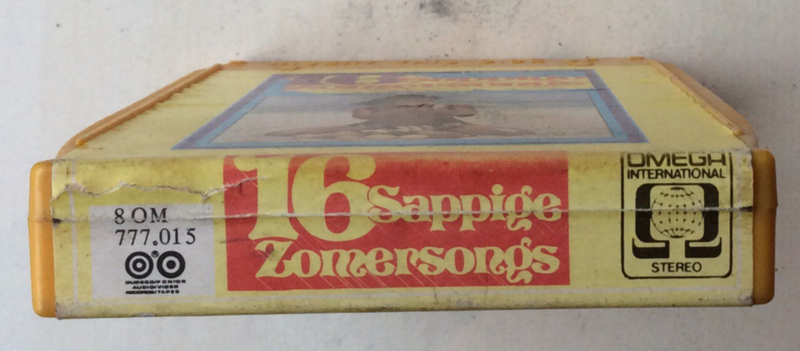 8 OM
777.015
16 Sappige
Zomersongs
OMEGA
INTERNATIONAL
STEREO